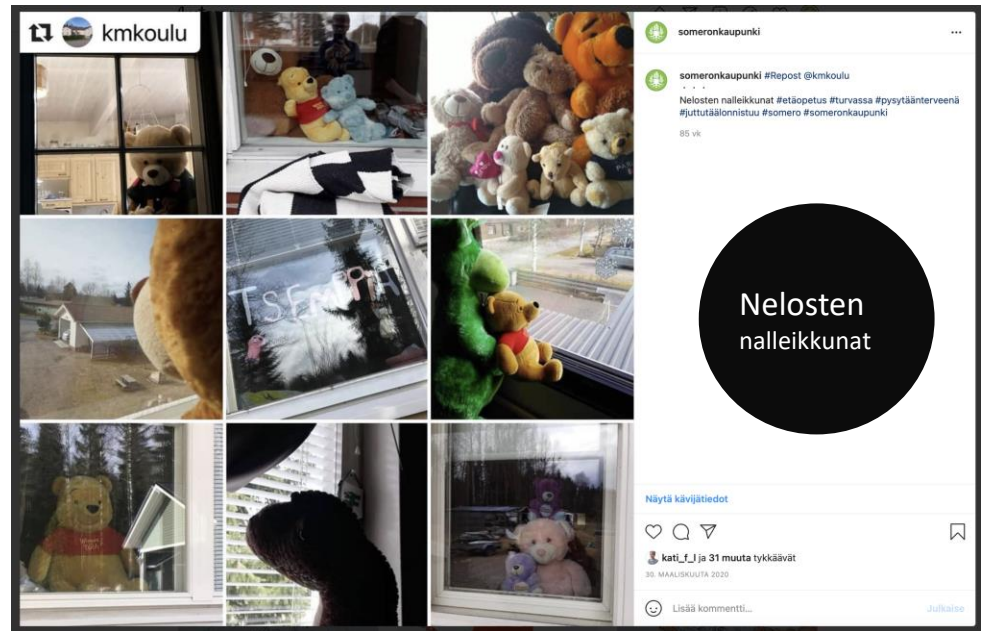 kmkoulu
TSEMPPIÄ
someronkaupunki
someronkaupunki #Repost @kmkoulu
. . .
Nelosten nalleikkunat #etäopetus #turvassa #pysytäänterveenä
#juttutäälonnistuu #somero #someronkaupunki
85 vk
Nelosten
nalleikkunat
Näytä kävijätiedot
kati_f_l ja 31 muuta tykkäävät
30. MAALISKUUTA 2020
Lisää kommentti...
Julkaise